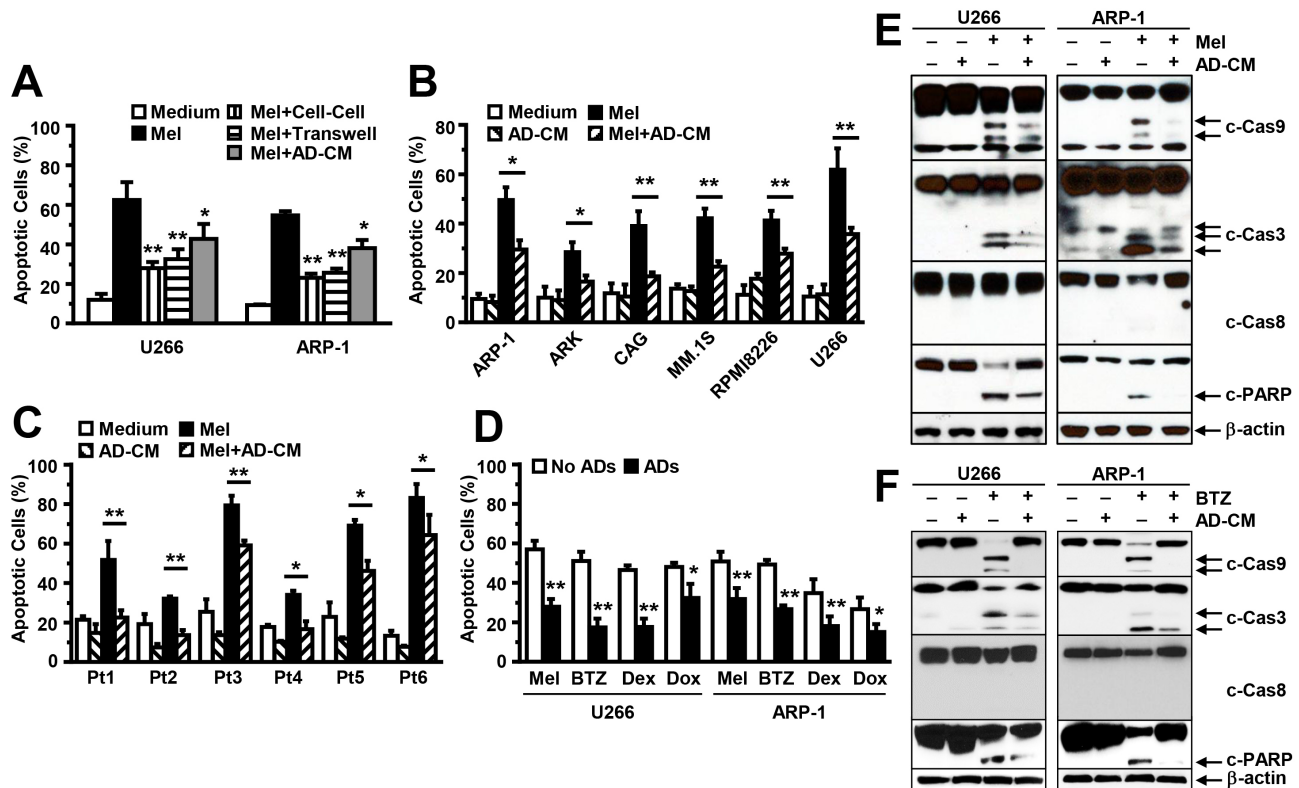 A
Medium
Mel
Mel+Cell-Cell
Mel+Transwell
Mel+AD-CM
Apoptotic Cells (%)
100
80
60
40
20
0
** ** *
** ** *
U266 ARP-1
B
Medium Mel
AD-CM Mel+AD-CM
Apoptotic Cells (%)
80
60
40
20
0
* * ** ** ** **
ARP-1 ARK CAG MM.1S RPMI8226 U266
C
Medium Mel
AD-CM Mel+AD-CM
Apoptotic Cells (%)
100
80
60
40
20
0
** ** ** * * *
Pt1 Pt2 Pt3 Pt4 Pt5 Pt6
D
No ADs ADs
Apoptotic Cells (%)
100
80
60
40
20
0
** ** ** * ** ** ** *
Mel BTZ Dex Dox Mel BTZ Dex Dox
U266 ARP-1
E
U266 ARP-1
– – + + – – + + Mel
– + – + – + – + AD-CM
c-Cas9
c-Cas3
c-Cas8
c-PARP
β-actin
F
U266 ARP-1
– – + + – – + + BTZ
– + – + – + – + AD-CM
c-Cas9
c-Cas3
c-Cas8
c-PARP
β-actin